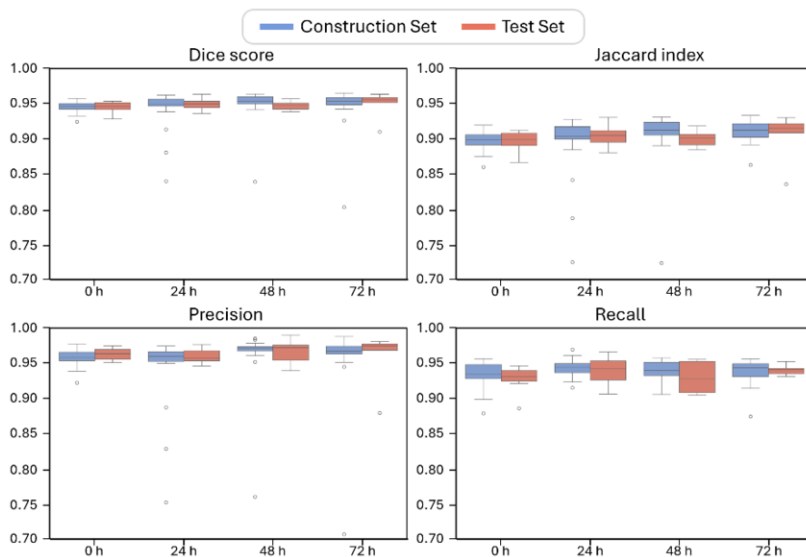 Construction Set Test Set
Dice score Jaccard index
1.00 1.00
0.95 0.95
0.90 0.90
0.85 0.85
0.80 0.80
0.75 0.75
0.70 0.70
0 h 24 h 48 h 72 h 0 h 24 h 48 h 72 h
Precision Recall
1.00 1.00
0.95 0.95
0.90 0.90
0.85 0.85
0.80 0.80
0.75 0.75
0.70 0.70
0 h 24 h 48 h 72 h 0 h 24 h 48 h 72 h